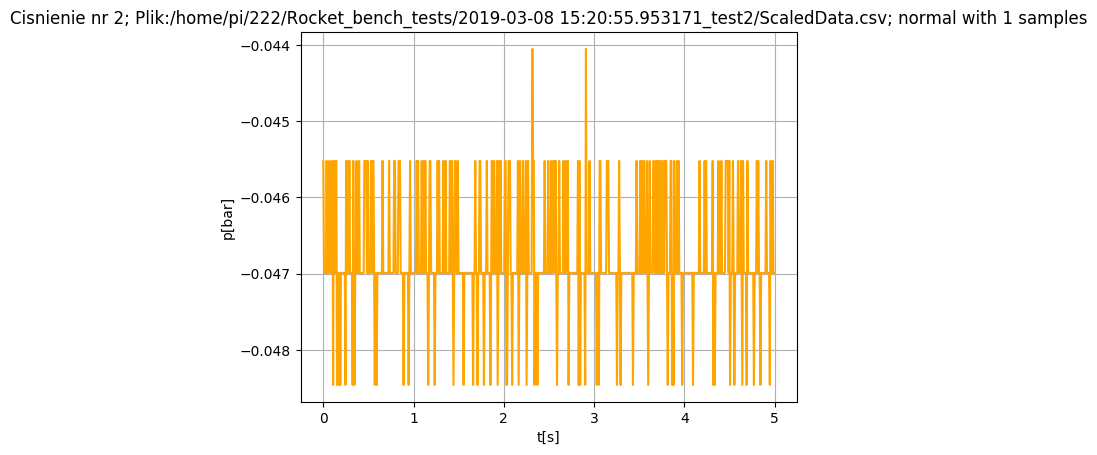 Cisnienie nr 2; Plik:/home/pi/222/Rocket_bench_tests/2019-03-08 15:20:55.953171_test2/ScaledData.csv; normal with 1 samples
−0.044
−0.045
−0.046
−0.047
−0.048
p[bar]
0 1 2 3 4 5
t[s]